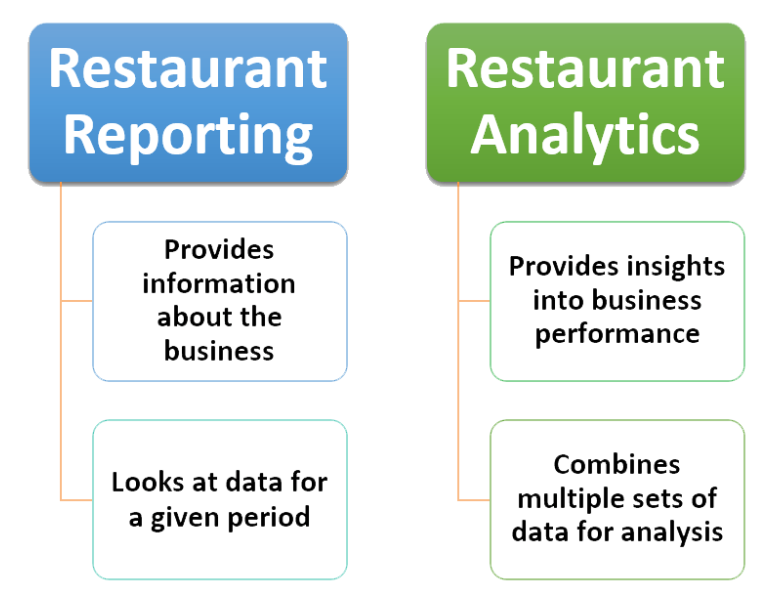 Restaurant
Reporting
Provides
information
about the
business
Looks at data for
a given period
Restaurant
Analytics
Provides insights
into business
performance
Combines
multiple sets of
data for analysis